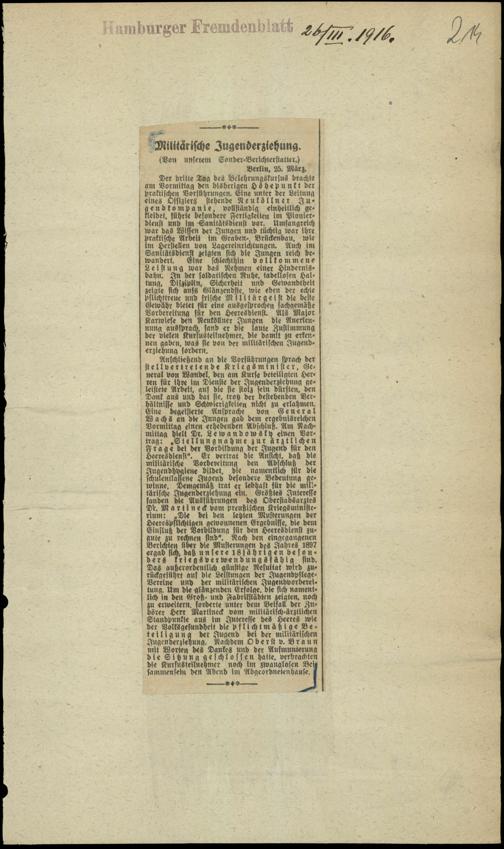 Hamburger Fremdenblatt 26/III. 1916.
Militärische Jugenderziehung.
(Von unserem Sonder-Berichterstatter.)
Berlin, 25. März.
Der dritte Tag des Belehrungskursus brachte
am Vormittag den bisherigen Höhepunkt der
praktischen Vorführungen. Eine unter der Leitung
eines Offiziers stehende Neuköllner Ju-
gendkompanie, vollständig einheitlich ge-
kleidet, führte besondere Fertigkeiten im Pionier-
dienst und im Sanitätsdienst vor. Umfangreich
war das Wissen der Jungen und tüchtig war ihre
praktische Arbeit im Graben-, Brückenbau, wie
im Herstellen von Lagereinrichtungen. Auch im
Sanitätsdienst zeigten sich die Jungen reich be-
wandert. Eine schlechthin vollkommene
Leistung war das Nehmen einer Hindernis-
bahn. In der soldatischen Ruhe, tadellosen Hal-
tung, Disziplin, Sicherheit und Gewandtheit
zeigte sich aufs Glänzendste, wie eben der echte
pflichttreue und frische Militärgeist die beste
Gewähr bietet für eine ausgesprochen sachgemäße
Vorbereitung für den Heeresdienst. Als Major
Karwiese den Neuköllner Jungen die Anerken-
nung aussprach, fand er die laute Zustimmung
der vielen Kursusteilnehmer, die damit zu erken-
nen gaben, was sie von der militärischen Jugend-
erziehung fordern.
Anschließend an die Vorführungen sprach der
stellvertretende Kriegsminister, Ge-
neral von Wandel, den am Kurse beteiligten Herren
für ihre im Dienste der Jugenderziehung ge-
leistete Arbeit, auf die sie stolz sein dürften, den
Dank aus und bat sie, trotz der bestehenden Ver-
hältnisse und Schwierigkeiten nicht zu erlahmen.
Eine begeisterte Ansprache von General
Wachs an die Jungen gab dem ergebnisreichen
Vormittag einen erhebenden Abschluß. Am Nach-
mittag hielt Dr. Lewandowsky einen Vor-
trag: „Stellungnahme zur ärztlichen
Frage bei der Vorbildung der Jugend für den
Heeresdienst“. Er vertrat die Ansicht, daß die
militärische Vorbereitung den Abschluß der
Jugendhygiene bildet, die namentlich für die
schulentlassene Jugend besondere Bedeutung ge-
winne. Demgemäß trat er lebhaft für die mili-
tärische Jugenderziehung ein. Größtes Interesse
fanden die Ausführungen des Oberstabsarztes
Dr. Martineck vom preußischen Kriegsministe-
rium: „Die bei den letzten Musterungen der
Heerespflichtigen gewonnenen Ergebnisse, die dem
Einfluß der Vorbildung für den Heeresdienst zu-
gute zu rechnen sind“. Nach den eingegangenen
Berichten über die Musterungen des Jahres 1897
ergab sich, daß unsere 18jährigen beson-
ders kriegsverwendungsfähig sind.
Das außerordentlich günstige Resultat wird zu-
rückgeführt auf die Leistungen der Jugendpflege-
Vereine und der militärischen Jugendvorberei-
tung. Um die glänzenden Erfolge, die sich nament-
lich in den Groß- und Fabrikstädten zeigten, noch
zu erweitern, forderte unter dem Beifall der Zu-
hörer Herr Martineck vom militärisch-ärztlichen
Standpunkte aus im Interesse des Heeres wie
der Volksgesundheit die pflichtmäßige Be-
teiligung der Jugend bei der militärischen
Jugenderziehung. Nachdem Oberst v. Braun
mit Worten des Dankes und der Aufmunterung
die Sitzung geschlossen hatte, verbrachten
die Kursusteilnehmer noch im zwanglosen Bei-
sammensein den Abend im Abgeordnetenhause.